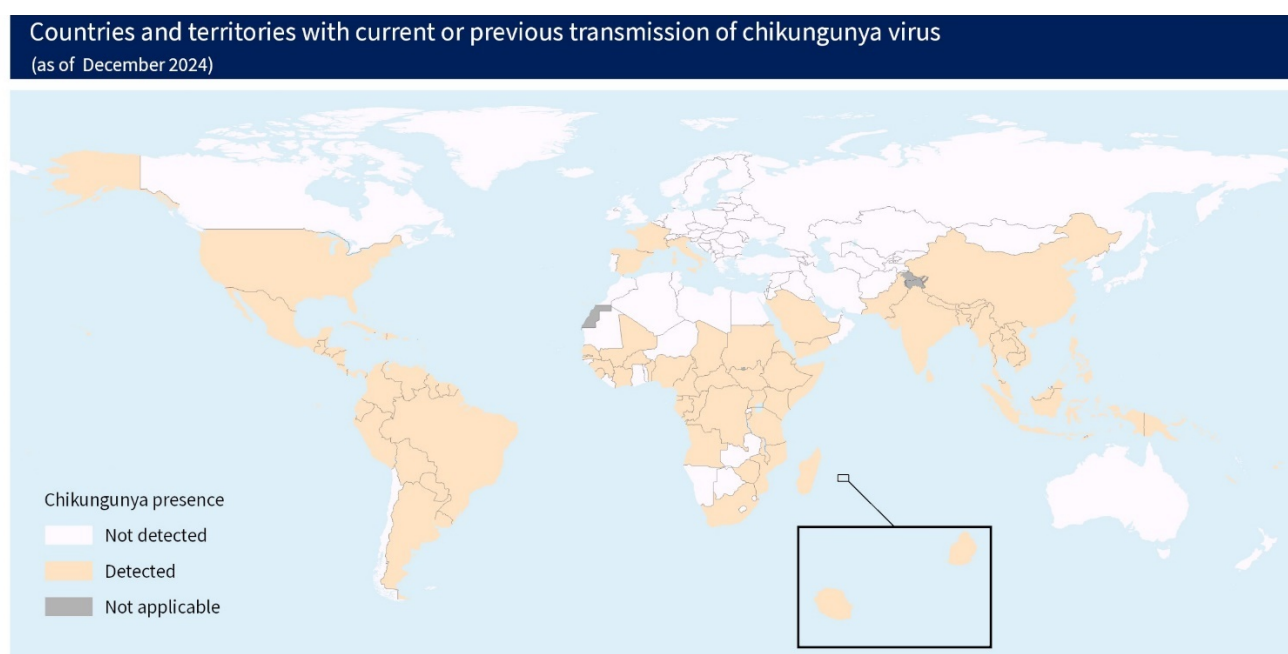 Countries and territories with current or previous transmission of chikungunya virus
(as of December 2024)
Chikungunya presence
Not detected
Detected
Not applicable